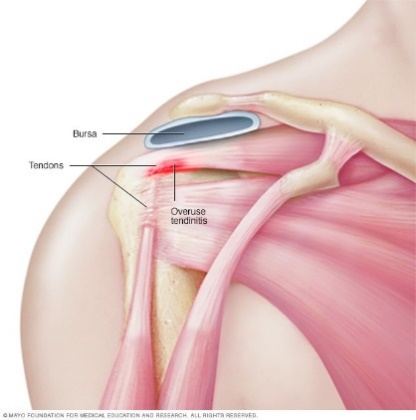 Bursa
Tendons
Overuse
tendinitis
© MAYO FOUNDATION FOR MEDICAL EDUCATION AND RESEARCH. ALL RIGHTS RESERVED.